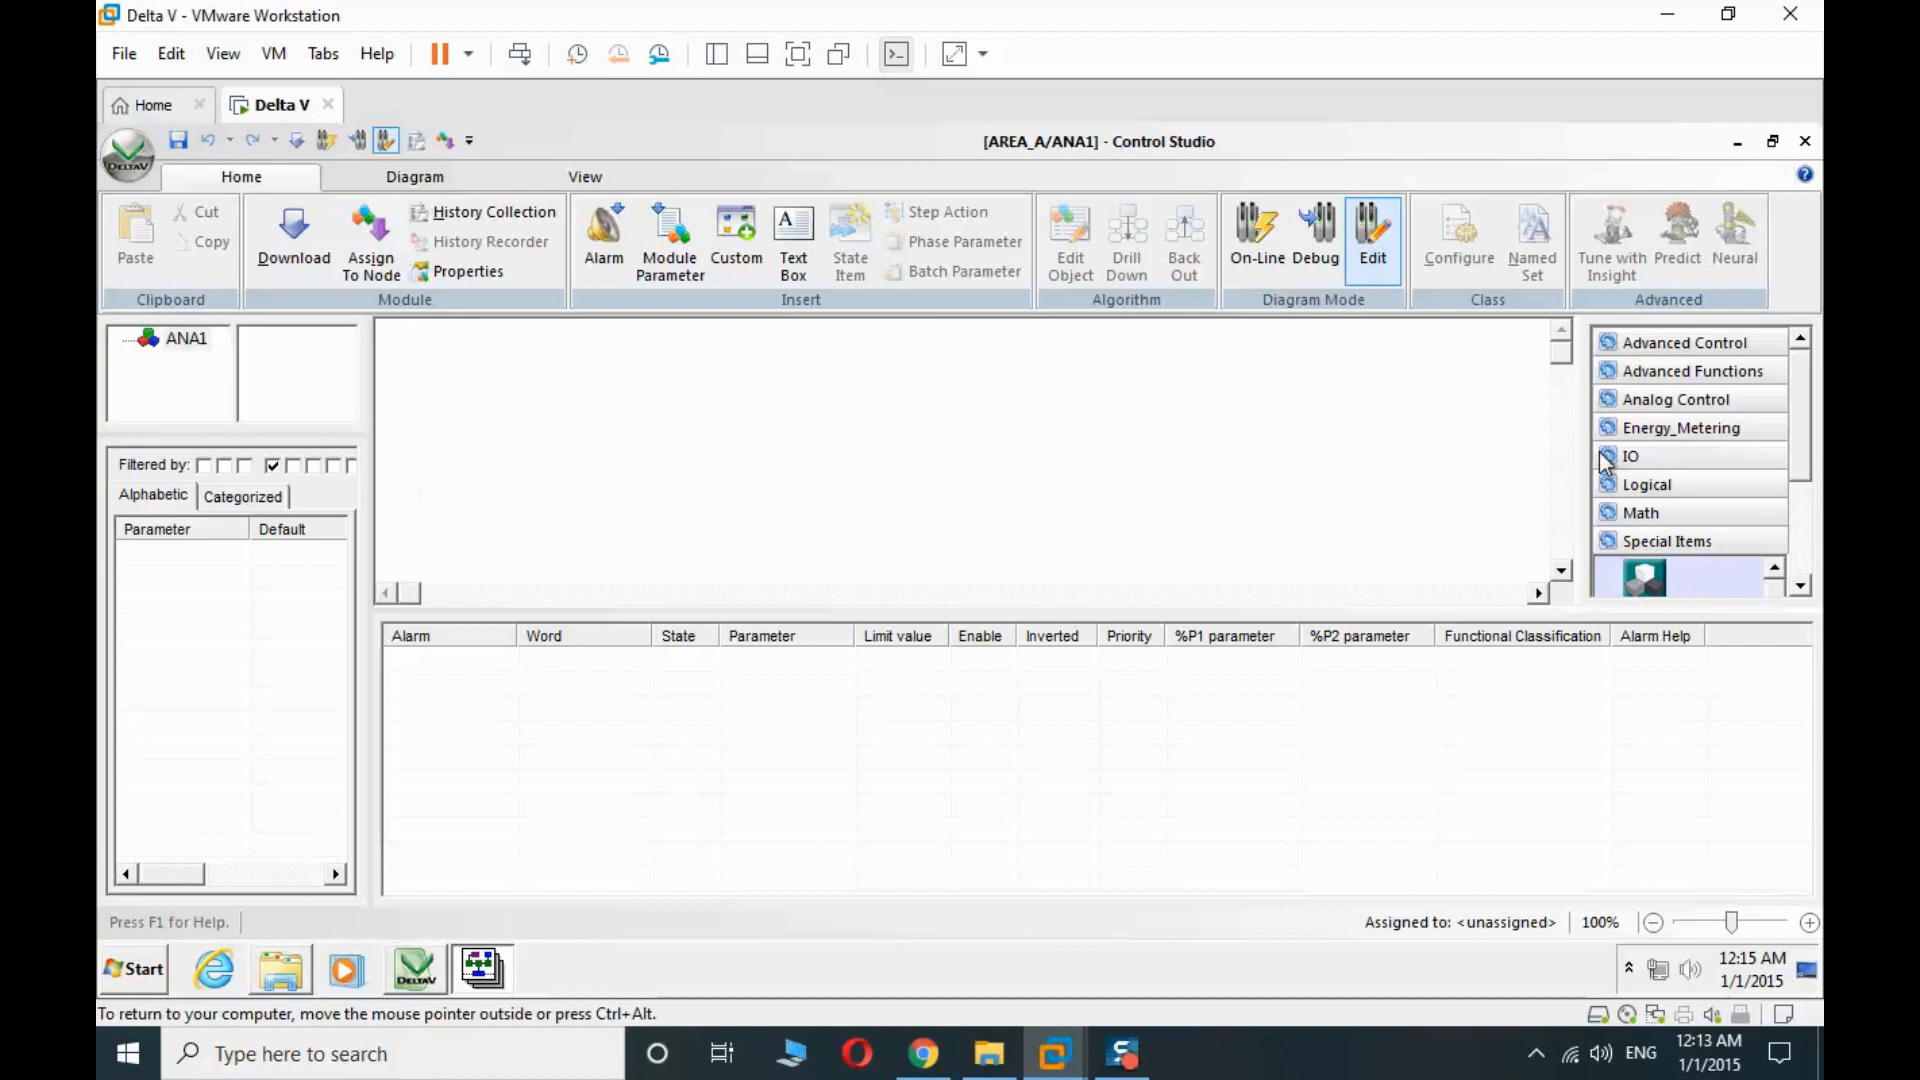 Delta V - VMware Workstation
File Edit View VM Tabs Help
Home
Delta V
[AREA_A/ANA1] - Control Studio
DELTAV
Home Diagram View
Paste
Cut
Copy
Clipboard
Download
Assign To Node
History Collection
History Recorder
Properties
Module
Alarm
Module Parameter
Custom
Text Box
State Item
Step Action
Phase Parameter
Batch Parameter
Insert
Edit Object
Drill Down
Back Out
Algorithm
On-Line
Debug
Edit
Diagram Mode
Configure
Named Set
Class
Tune with Insight
Predict
Neural
Advanced
ANA1
Filtered by:
Alphabetic Categorized
Parameter Default
Advanced Control
Advanced Functions
Analog Control
Energy_Metering
IO
Logical
Math
Special Items
Alarm Word State Parameter Limit value Enable Inverted Priority %P1 parameter %P2 parameter Functional Classification Alarm Help
Press F1 for Help.
Assigned to: <unassigned> 100%
Start
DELTAV
12:15 AM
1/1/2015
To return to your computer, move the mouse pointer outside or press Ctrl+Alt.
Type here to search
ENG
12:13 AM
1/1/2015